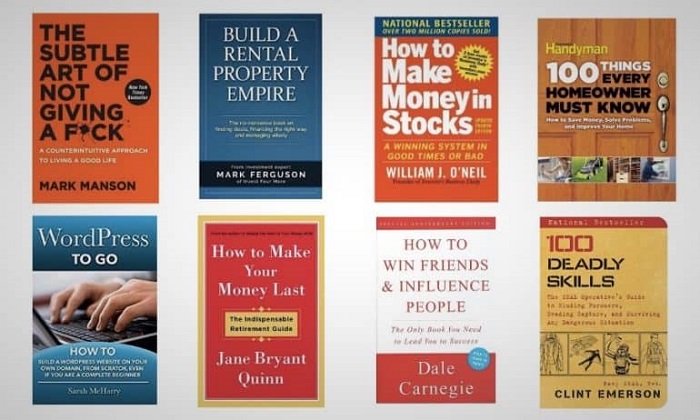 THE
SUBTLE
ART OF
NOT
GIVING
A F*CK
New York
Times
Bestseller
A COUNTERINTUITIVE APPROACH
TO LIVING A GOOD LIFE
MARK MANSON
BUILD A
RENTAL
PROPERTY
EMPIRE
The no-nonsense book on
finding deals, financing the right way
and managing wisely
From investment expert
MARK FERGUSON
of Invest Four More
NATIONAL BESTSELLER
OVER TWO MILLION COPIES SOLD!
How to
Make
Money in
Stocks
A WINNING SYSTEM IN
GOOD TIMES OR BAD
WILLIAM J. O'NEIL
Founder of Investor's Business Daily
Handyman
100 THINGS
EVERY
HOMEOWNER
MUST KNOW
How to Save Money, Solve Problems,
and Improve Your Home
WordPress
TO GO
HOW TO
BUILD A WORDPRESS WEBSITE ON YOUR
OWN DOMAIN, FROM SCRATCH, EVEN
IF YOU ARE A COMPLETE BEGINNER
Sarah McHarry
How to Make
Your
Money Last
The Indispensable
Retirement Guide
Jane Bryant
Quinn
SPECIAL ANNIVERSARY EDITION
HOW TO
WIN FRIENDS
& INFLUENCE
PEOPLE
The Only Book You Need
to Lead You to Success
Dale
Carnegie
National Bestseller
100
DEADLY
SKILLS
The SEAL Operative's Guide
to Eluding Pursuers,
Evading Capture, and Surviving
Any Dangerous Situation
Navy SEAL, Ret.
CLINT EMERSON